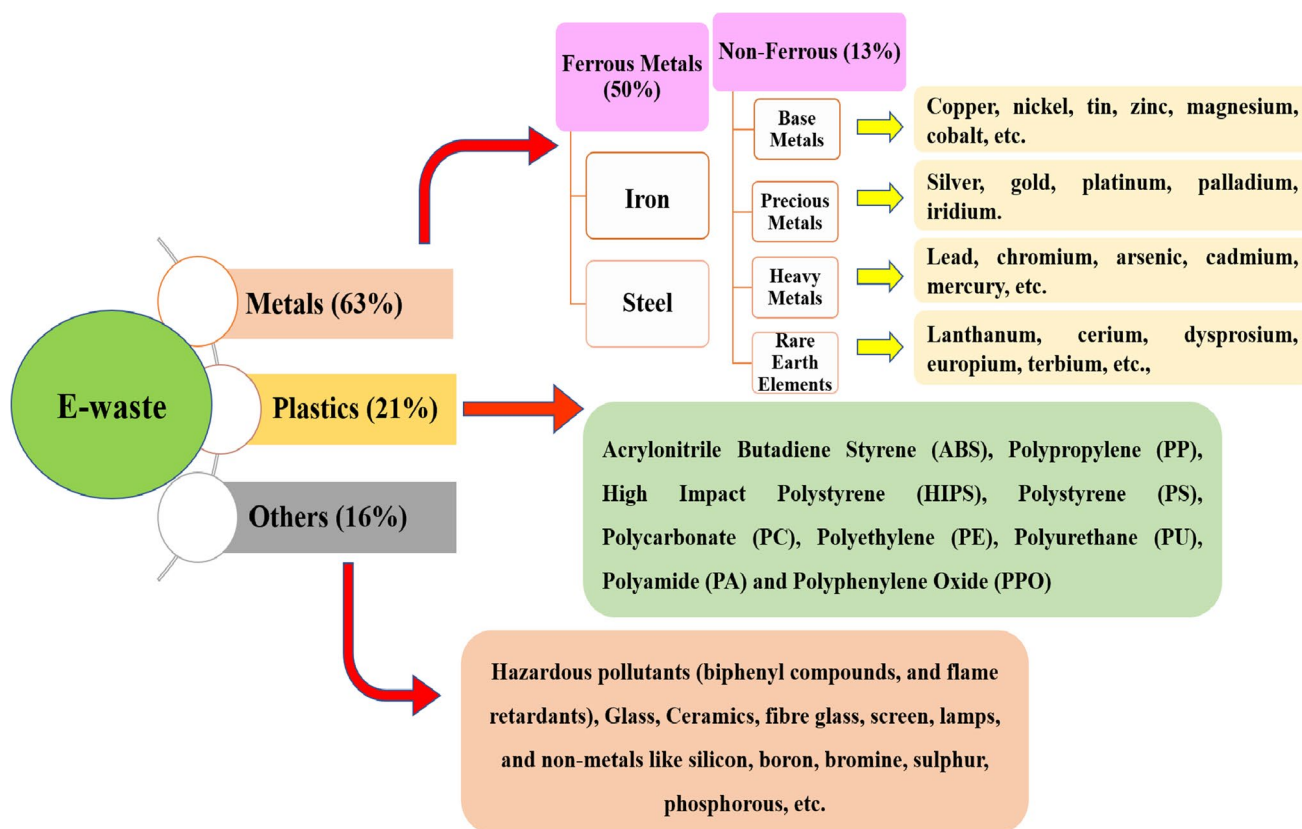 E-waste
Metals (63%)
Plastics (21%)
Others (16%)
Ferrous Metals
(50%)
Iron
Steel
Non-Ferrous (13%)
Base
Metals
Copper, nickel, tin, zinc, magnesium,
cobalt, etc.
Precious
Metals
Silver, gold, platinum, palladium,
iridium.
Heavy
Metals
Lead, chromium, arsenic, cadmium,
mercury, etc.
Rare
Earth
Elements
Lanthanum, cerium, dysprosium,
europium, terbium, etc.,
Acrylonitrile Butadiene Styrene (ABS), Polypropylene (PP),
High Impact Polystyrene (HIPS), Polystyrene (PS),
Polycarbonate (PC), Polyethylene (PE), Polyurethane (PU),
Polyamide (PA) and Polyphenylene Oxide (PPO)
Hazardous pollutants (biphenyl compounds, and flame
retardants), Glass, Ceramics, fibre glass, screen, lamps,
and non-metals like silicon, boron, bromine, sulphur,
phosphorous, etc.